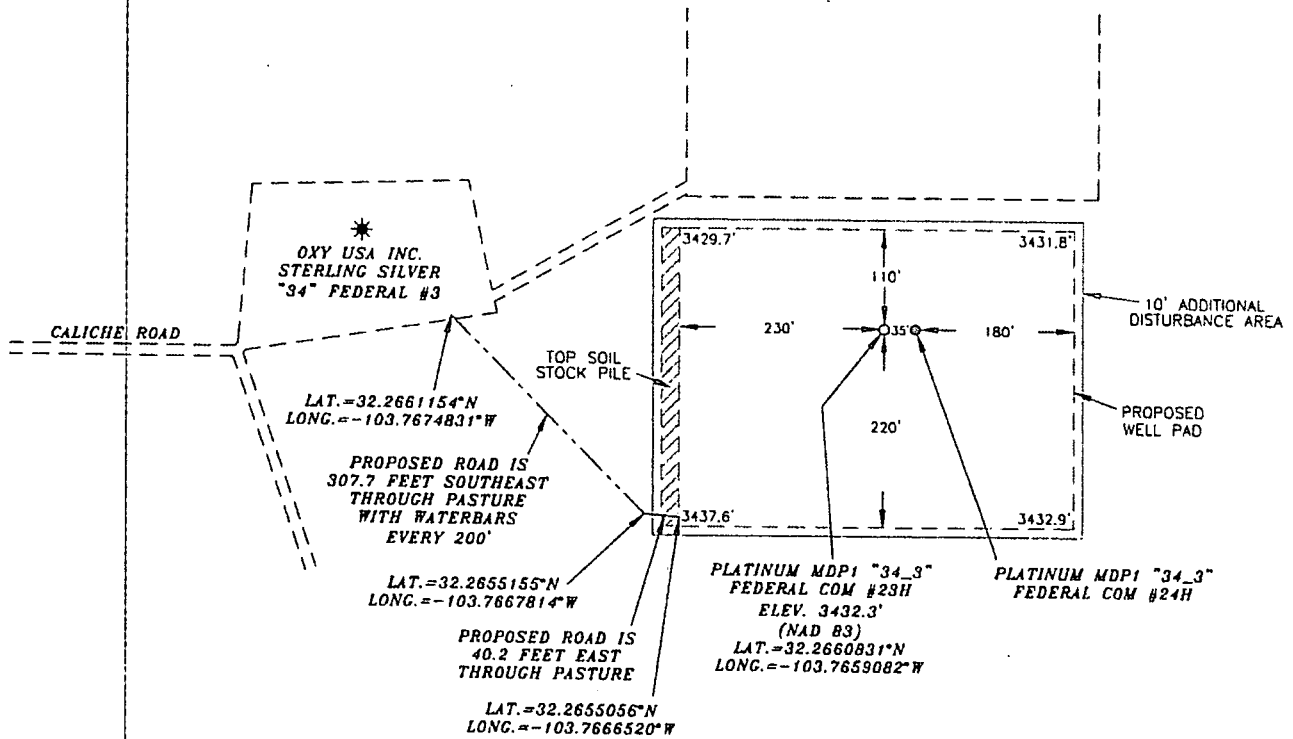 OXY USA INC.
STERLING SILVER
"34" FEDERAL #3
CALICHE ROAD
LAT.=32.2661154°N
LONG.=-103.7674831°W
PROPOSED ROAD IS
307.7 FEET SOUTHEAST
THROUGH PASTURE
WITH WATERBARS
EVERY 200'
LAT.=32.2655155°N
LONG.=-103.7667814°W
PROPOSED ROAD IS
40.2 FEET EAST
THROUGH PASTURE
LAT.=32.2655056°N
LONG.=-103.7666520°W
TOP SOIL
STOCK PILE
3429.7'
3431.8'
110'
230'
35'
180'
220'
3437.6'
3432.9'
10' ADDITIONAL
DISTURBANCE AREA
PROPOSED
WELL PAD
PLATINUM MDP1 "34_3"
FEDERAL COM #23H
ELEV. 3432.3'
(NAD 83)
LAT.=32.2660831°N
LONG.=-103.7659082°W
PLATINUM MDP1 "34_3"
FEDERAL COM #24H